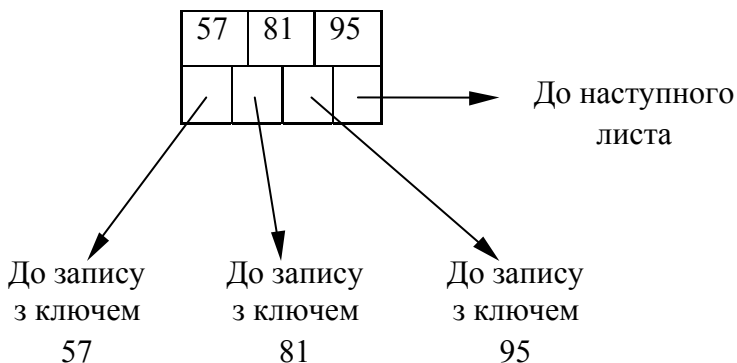 57 81 95
До наступного
листа
До запису До запису До запису
з ключем з ключем з ключем
57 81 95